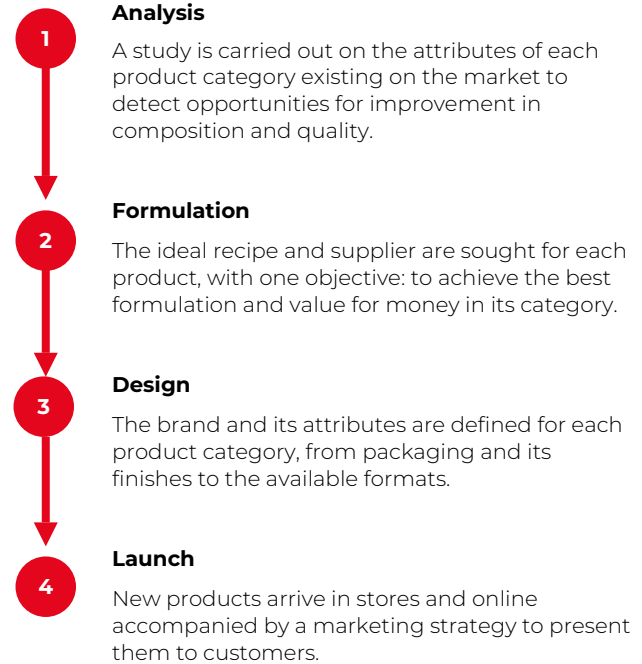 1
Analysis
A study is carried out on the attributes of each
product category existing on the market to
detect opportunities for improvement in
composition and quality.
2
Formulation
The ideal recipe and supplier are sought for each
product, with one objective: to achieve the best
formulation and value for money in its category.
3
Design
The brand and its attributes are defined for each
product category, from packaging and its
finishes to the available formats.
4
Launch
New products arrive in stores and online
accompanied by a marketing strategy to present
them to customers.